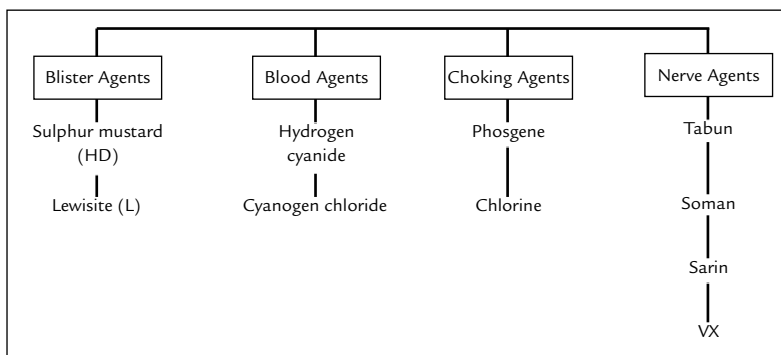 Blister Agents
Blood Agents
Choking Agents
Nerve Agents
Sulphur mustard
(HD)
Hydrogen
cyanide
Phosgene
Tabun
Lewisite (L)
Cyanogen chloride
Chlorine
Soman
Sarin
VX